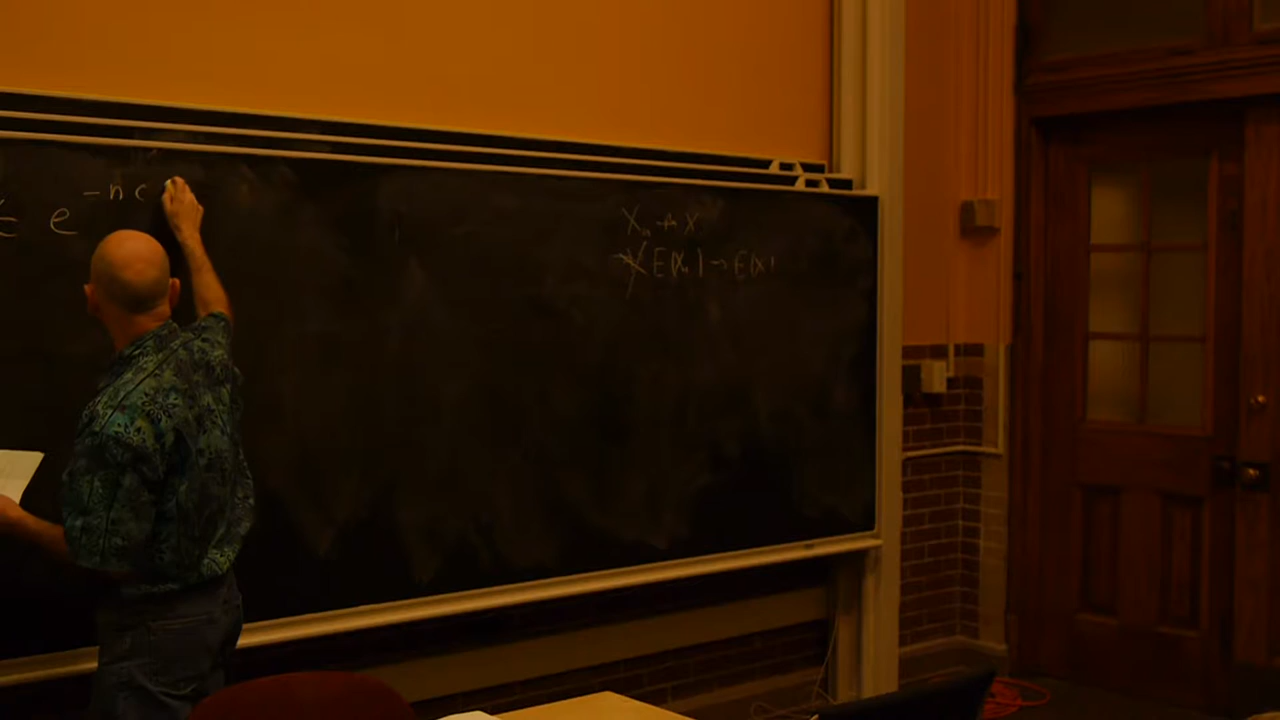 ≤ e^{-nc
X_n → X
E(X_n) → E(X)